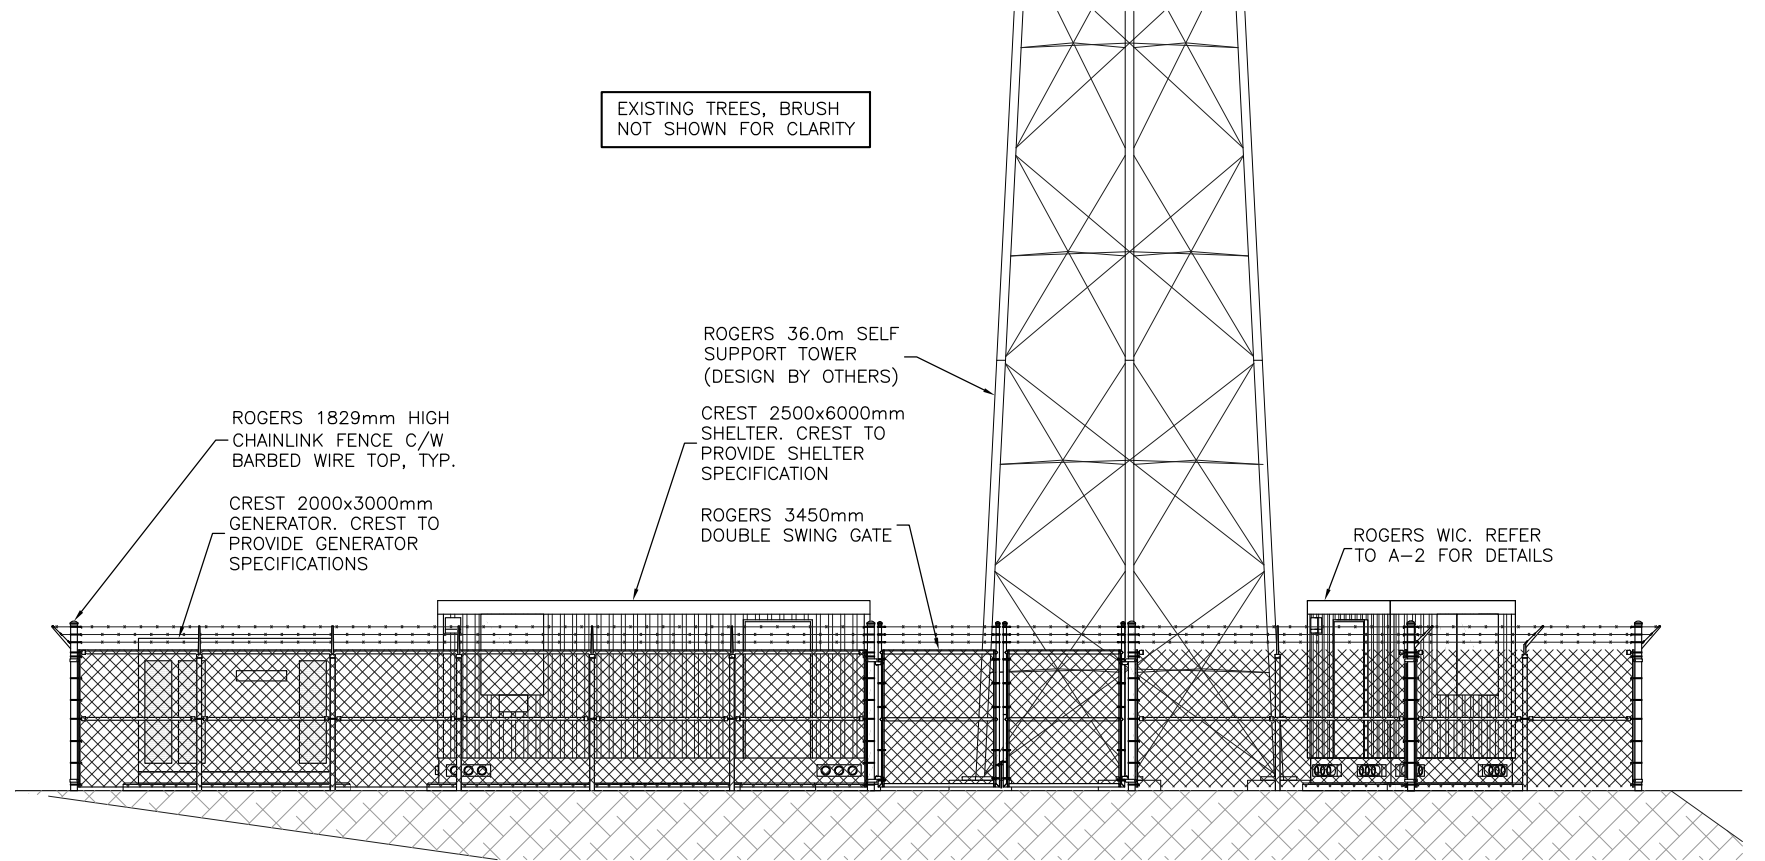 EXISTING TREES, BRUSH
NOT SHOWN FOR CLARITY
ROGERS 36.0m SELF
SUPPORT TOWER
(DESIGN BY OTHERS)
ROGERS 1829mm HIGH
CHAINLINK FENCE C/W
BARBED WIRE TOP, TYP.
CREST 2500x6000mm
SHELTER. CREST TO
PROVIDE SHELTER
SPECIFICATION
CREST 2000x3000mm
GENERATOR. CREST TO
PROVIDE GENERATOR
SPECIFICATIONS
ROGERS 3450mm
DOUBLE SWING GATE
ROGERS WIC. REFER
TO A-2 FOR DETAILS